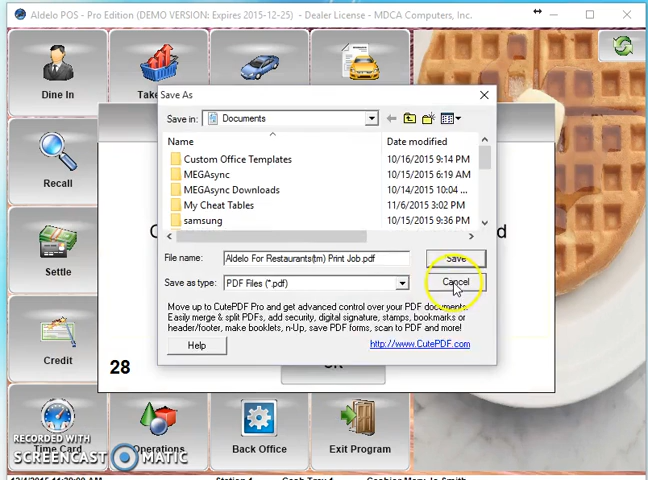 Aldelo POS - Pro Edition (DEMO VERSION: Expires 2015-12-25) - Dealer License - MDCA Computers, Inc.
Dine In
Take
Save As
Save in:
Documents
Name
Date modified
Custom Office Templates
10/16/2015 9:14 PM
MEGAsync
10/15/2015 6:19 AM
MEGAsync Downloads
10/14/2015 10:04 ...
My Cheat Tables
11/6/2015 3:02 PM
samsung
10/15/2015 9:36 PM
File name:
Aldelo For Restaurants(tm) Print Job.pdf
Save
Save as type:
PDF Files (*.pdf)
Cancel
Move up to CutePDF Pro and get advanced control over your PDF documents.
Easily merge & split PDFs, add security, digital signature, stamps, bookmarks or
header/footer, make booklets, n-Up, save PDF forms, scan to PDF and more!
Help
http://www.CutePDF.com
Recall
Settle
Credit
28
Time Card
Operations
Back Office
Exit Program
RECORDED WITH
SCREENCAST MATIC